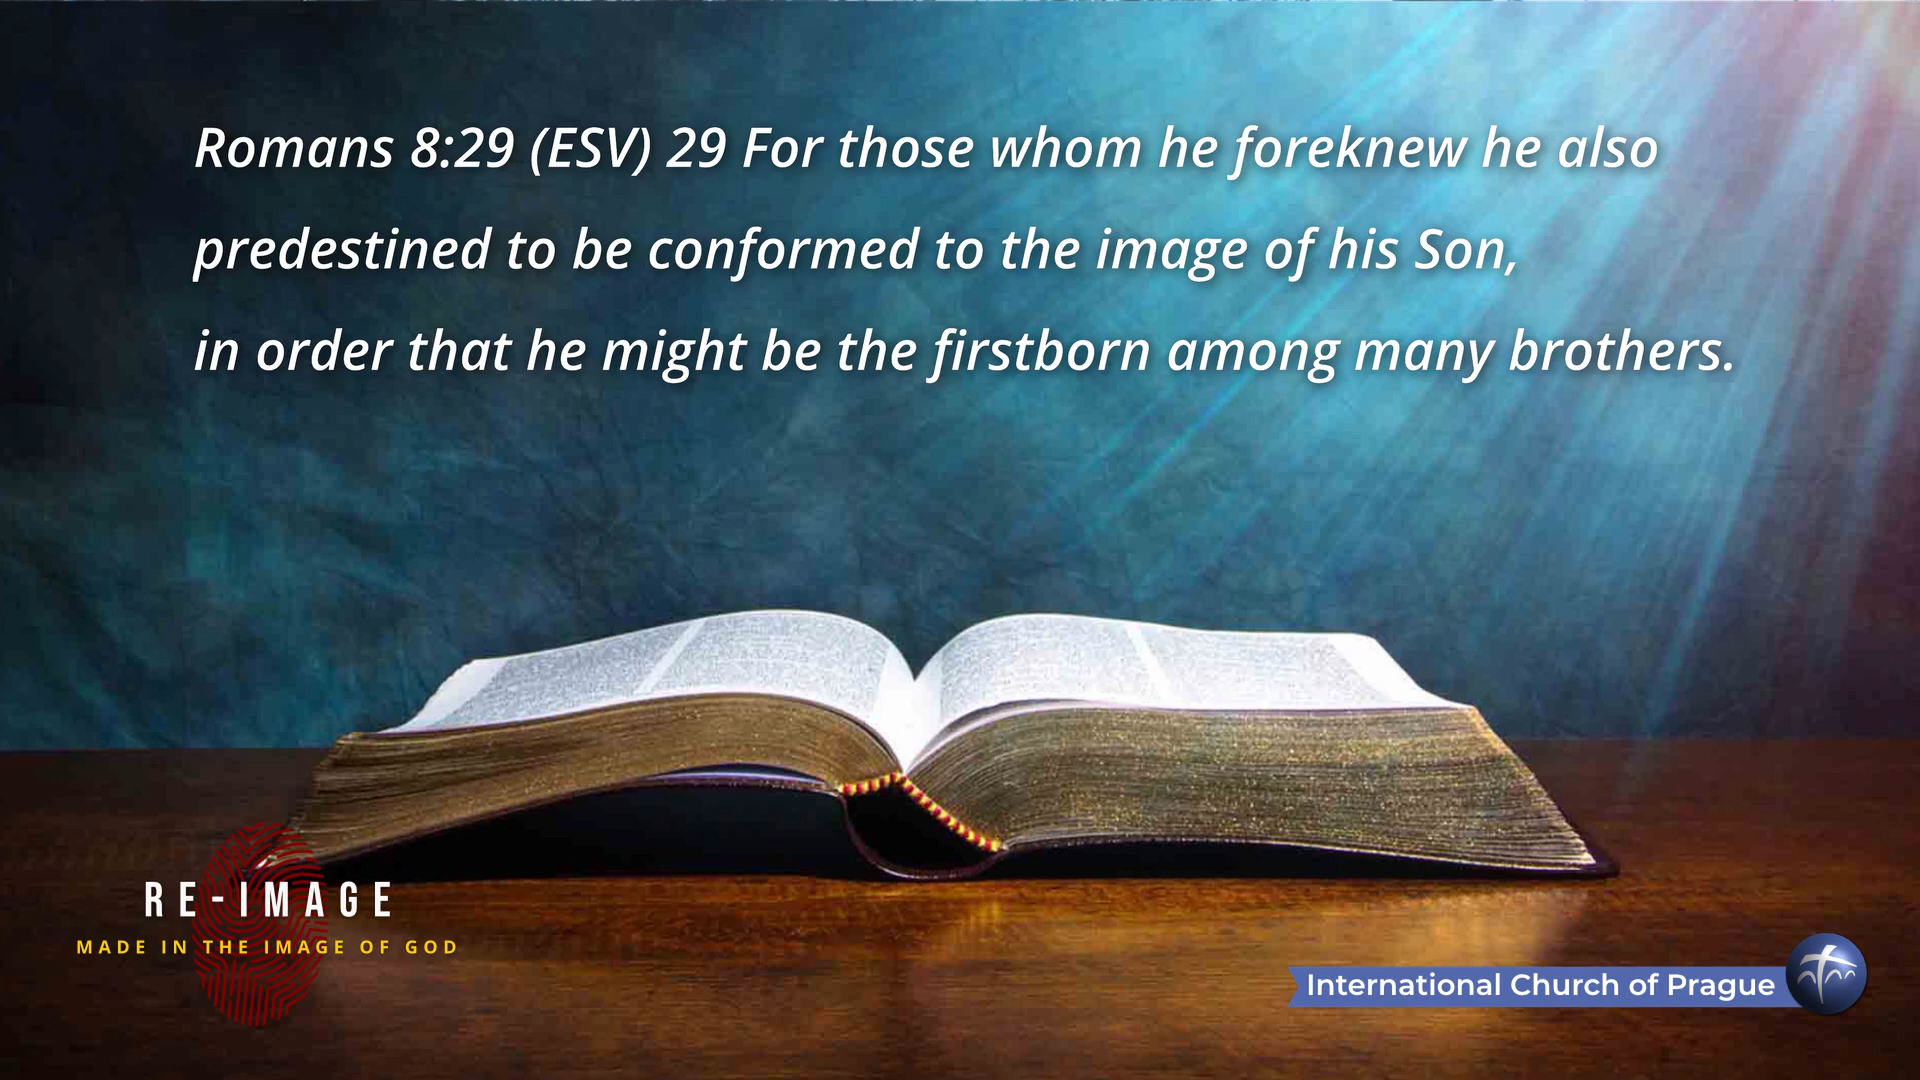 Romans 8:29 (ESV) 29 For those whom he foreknew he also
predestined to be conformed to the image of his Son,
in order that he might be the firstborn among many brothers.
RE-IMAGE
MADE IN THE IMAGE OF GOD
International Church of Prague